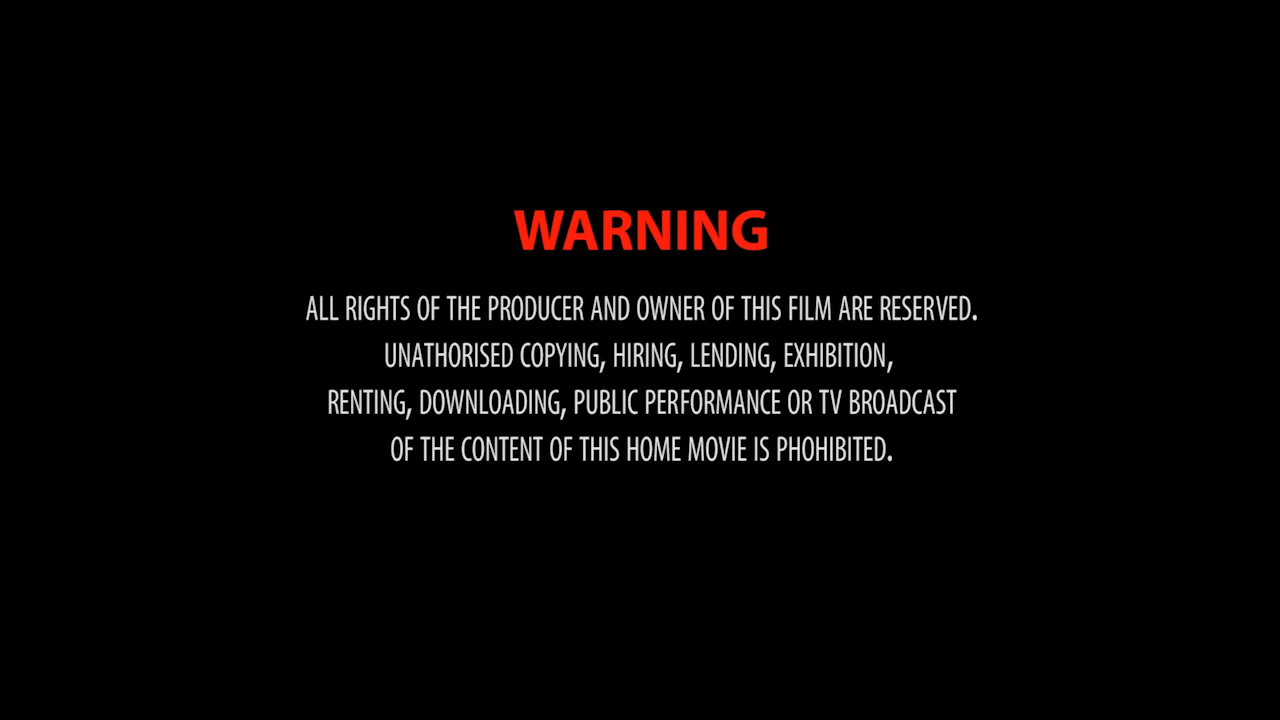 WARNING
ALL RIGHTS OF THE PRODUCER AND OWNER OF THIS FILM ARE RESERVED.
UNATHORISED COPYING, HIRING, LENDING, EXHIBITION,
RENTING, DOWNLOADING, PUBLIC PERFORMANCE OR TV BROADCAST
OF THE CONTENT OF THIS HOME MOVIE IS PHOHIBITED.